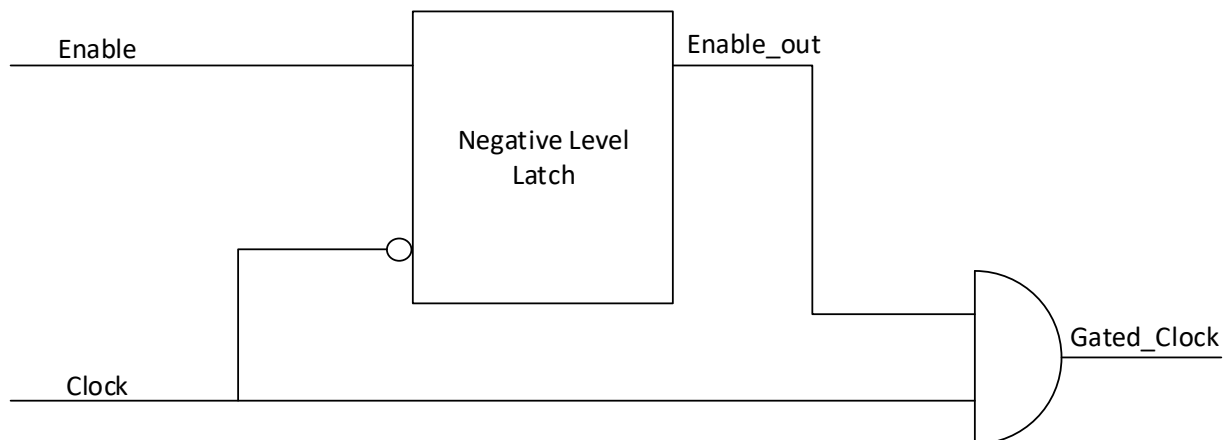 Enable
Enable_out
Negative Level
Latch
Gated_Clock
Clock